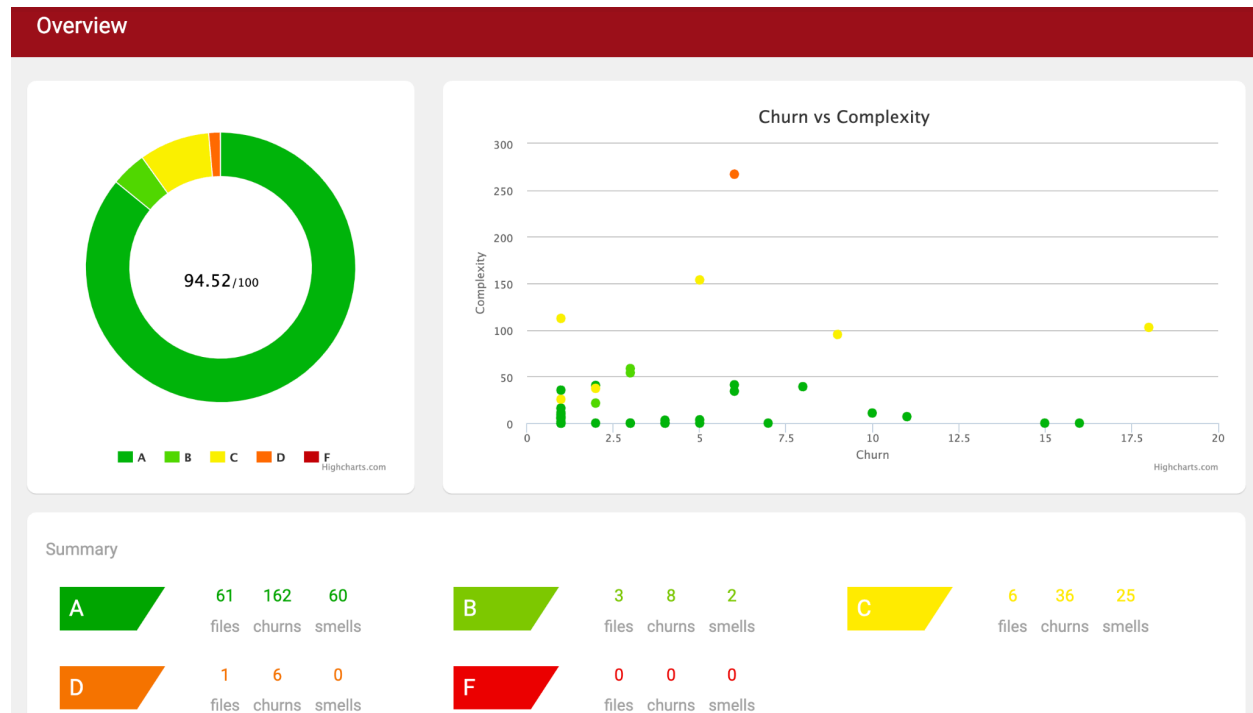 Overview
94.52/100
A B C D F
Highcharts.com
Churn vs Complexity
Complexity
300
250
200
150
100
50
0
0 2.5 5 7.5 10 12.5 15 17.5 20
Churn
Highcharts.com
Summary
A 61 files 162 churns 60 smells
B 3 files 8 churns 2 smells
C 6 files 36 churns 25 smells
D 1 files 6 churns 0 smells
F 0 files 0 churns 0 smells